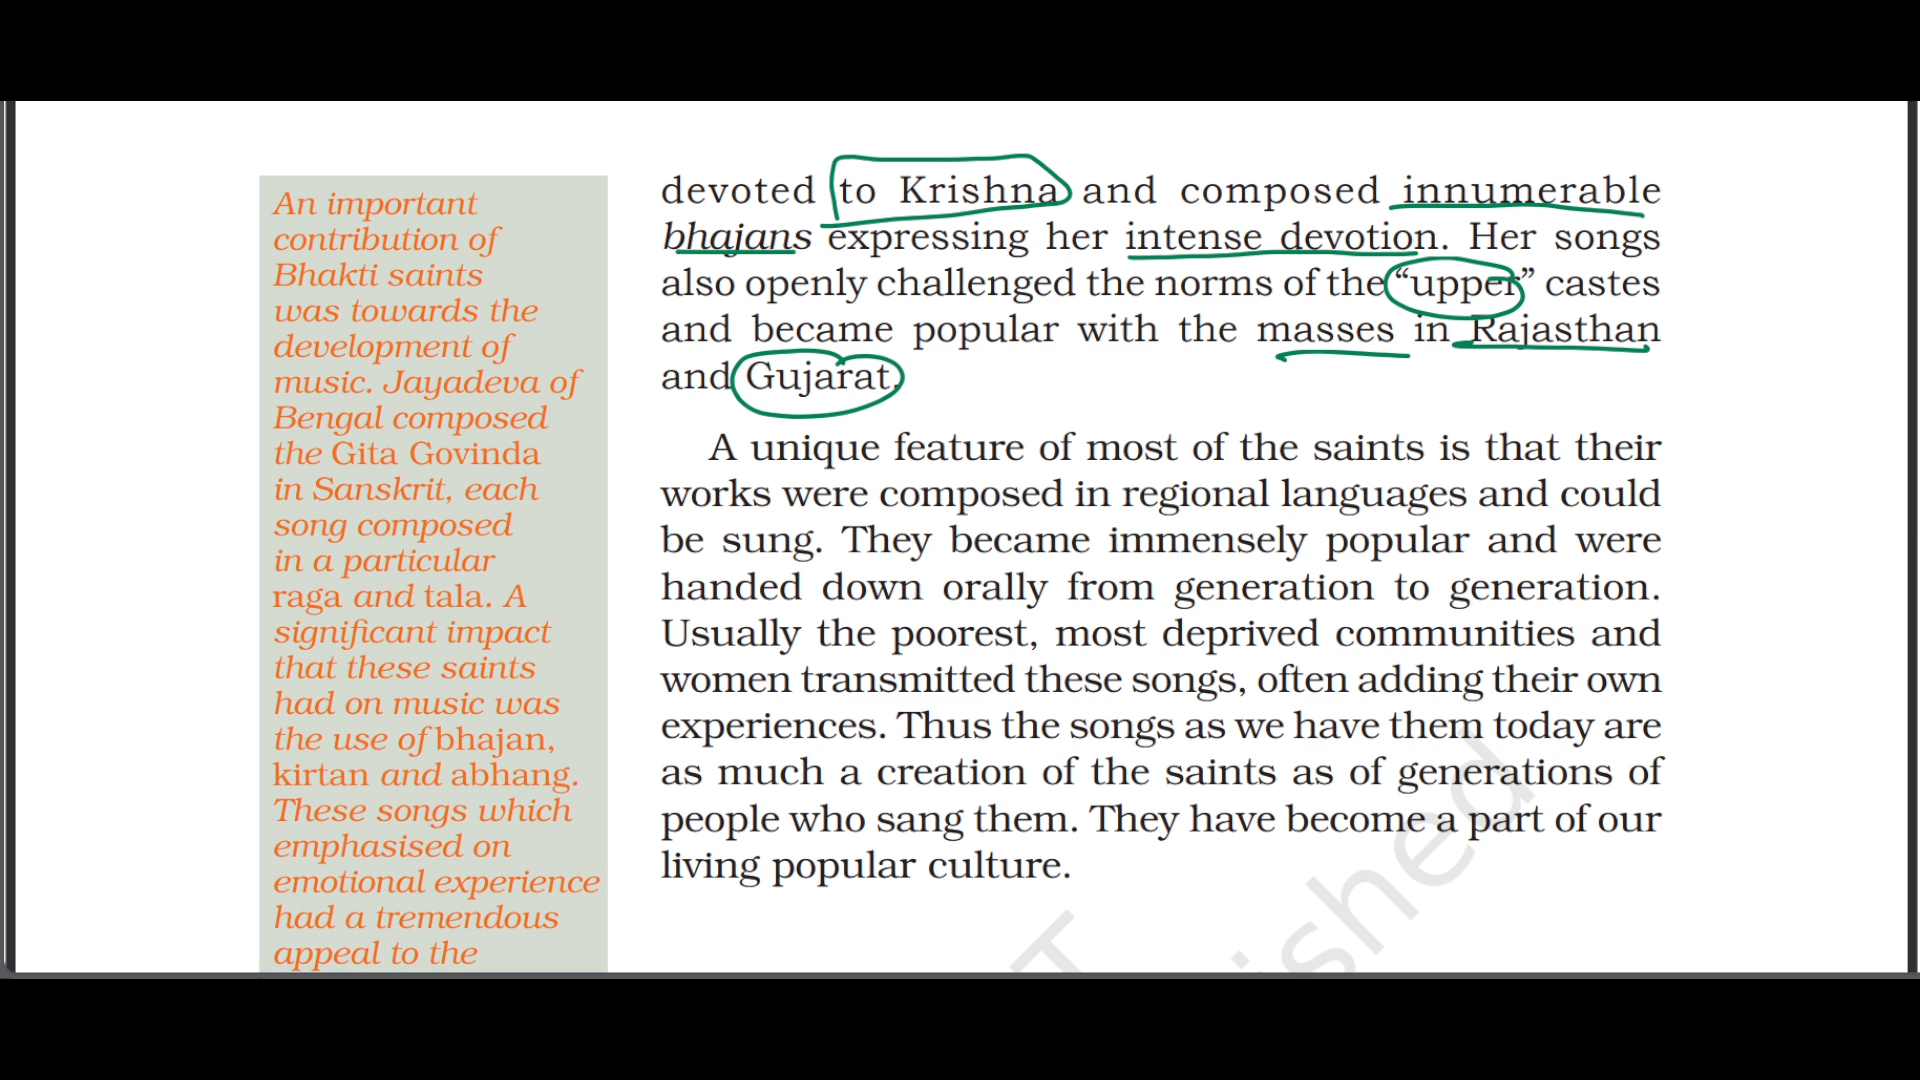 An important
contribution of
Bhakti saints
was towards the
development of
music. Jayadeva of
Bengal composed
the Gita Govinda
in Sanskrit, each
song composed
in a particular
raga and tala. A
significant impact
that these saints
had on music was
the use of bhajan,
kirtan and abhang.
These songs which
emphasised on
emotional experience
had a tremendous
appeal to the
devoted to Krishna and composed innumerable
bhajans expressing her intense devotion. Her songs
also openly challenged the norms of the “upper” castes
and became popular with the masses in Rajasthan
and Gujarat.
A unique feature of most of the saints is that their
works were composed in regional languages and could
be sung. They became immensely popular and were
handed down orally from generation to generation.
Usually the poorest, most deprived communities and
women transmitted these songs, often adding their own
experiences. Thus the songs as we have them today are
as much a creation of the saints as of generations of
people who sang them. They have become a part of our
living popular culture.